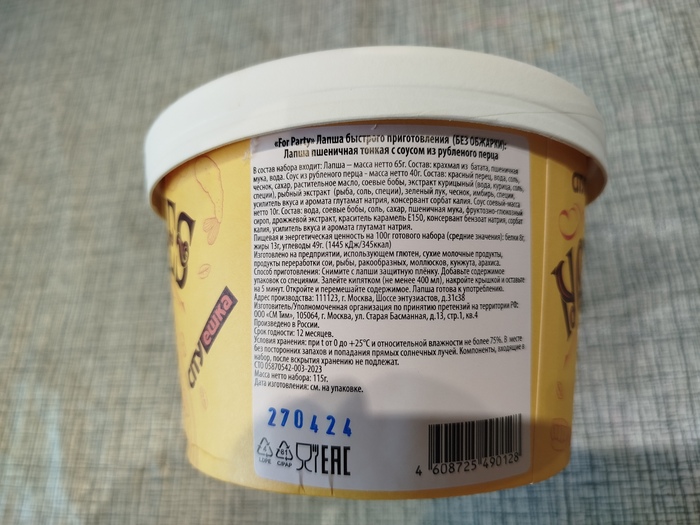 «For Party» Лапша быстрого приготовления (БЕЗ ОБЖАРКИ):
Лапша пшеничная тонкая с соусом из рубленого перца
В состав набора входит: Лапша – масса нетто 65г. Состав: крахмал из батата, пшеничная
мука, вода. Соус из рубленого перца - масса нетто 40г. Состав: красный перец, вода, соль,
чеснок, сахар, растительное масло, соевые бобы, экстракт куриный (вода, курица, соль,
специи), рыбный экстракт (рыба, соль, специи), зеленый лук, чеснок, имбирь, специи,
усилитель вкуса и аромата глутамат натрия, консервант сорбат калия. Соус соевый-масса
нетто 10г. Состав: вода, соевые бобы, соль, сахар, пшеничная мука, фруктозно-глюкозный
сироп, дрожжевой экстракт, краситель карамель Е150, консервант бензоат натрия, сорбат
калия, усилитель вкуса и аромата глутамат натрия.
Пищевая и энергетическая ценность на 100г готового набора (средние значения): белки 8г,
жиры 13г, углеводы 49г. (1445 кДж/345ккал)
Изготовлено на предприятии, использующем глютен, сухие молочные продукты,
продукты переработки сои, рыбы, ракообразных, моллюсков, кунжута, арахиса.
Способ приготовления: Снимите с лапши защитную плёнку. Добавьте содержимое
упаковок со специями. Залейте кипятком (не менее 400 мл), накройте крышкой и оставьте
на 5 минут. Откройте и перемешайте содержимое. Лапша готова к употреблению.
Адрес производства: 111123, г. Москва, Шоссе энтузиастов, д.31с38
Изготовитель/Уполномоченная организация по принятию претензий на территории РФ:
ООО «СМ Тим», 105064, г. Москва, ул. Старая Басманная, д.13, стр.1, кв.4
Произведено в России.
Срок годности: 12 месяцев.
Условия хранения: при t от 0 до +25°С и относительной влажности не более 75%. В месте
без посторонних запахов и попадания прямых солнечных лучей. Компоненты, входящие в
набор, после вскрытия хранению не подлежат.
СТО 05870542-003-2023
Масса нетто набора: 115г.
Дата изготовления: см. на упаковке.
CITYешка
270424
4 LDPE
81 C/PAP
EAC
4 608725 490128